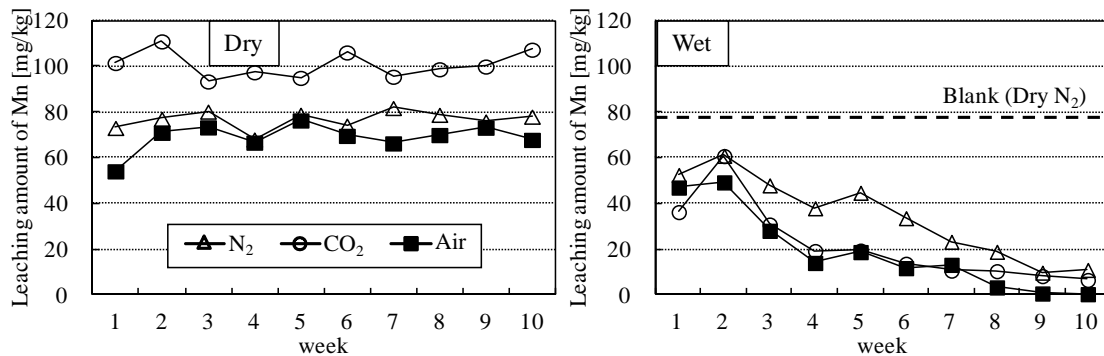 Leaching amount of Mn [mg/kg]
120
100
80
60
40
20
0
Dry
N₂
CO₂
Air
1 2 3 4 5 6 7 8 9 10
week
Leaching amount of Mn [mg/kg]
120
100
80
60
40
20
0
Wet
Blank (Dry N₂)
1 2 3 4 5 6 7 8 9 10
week